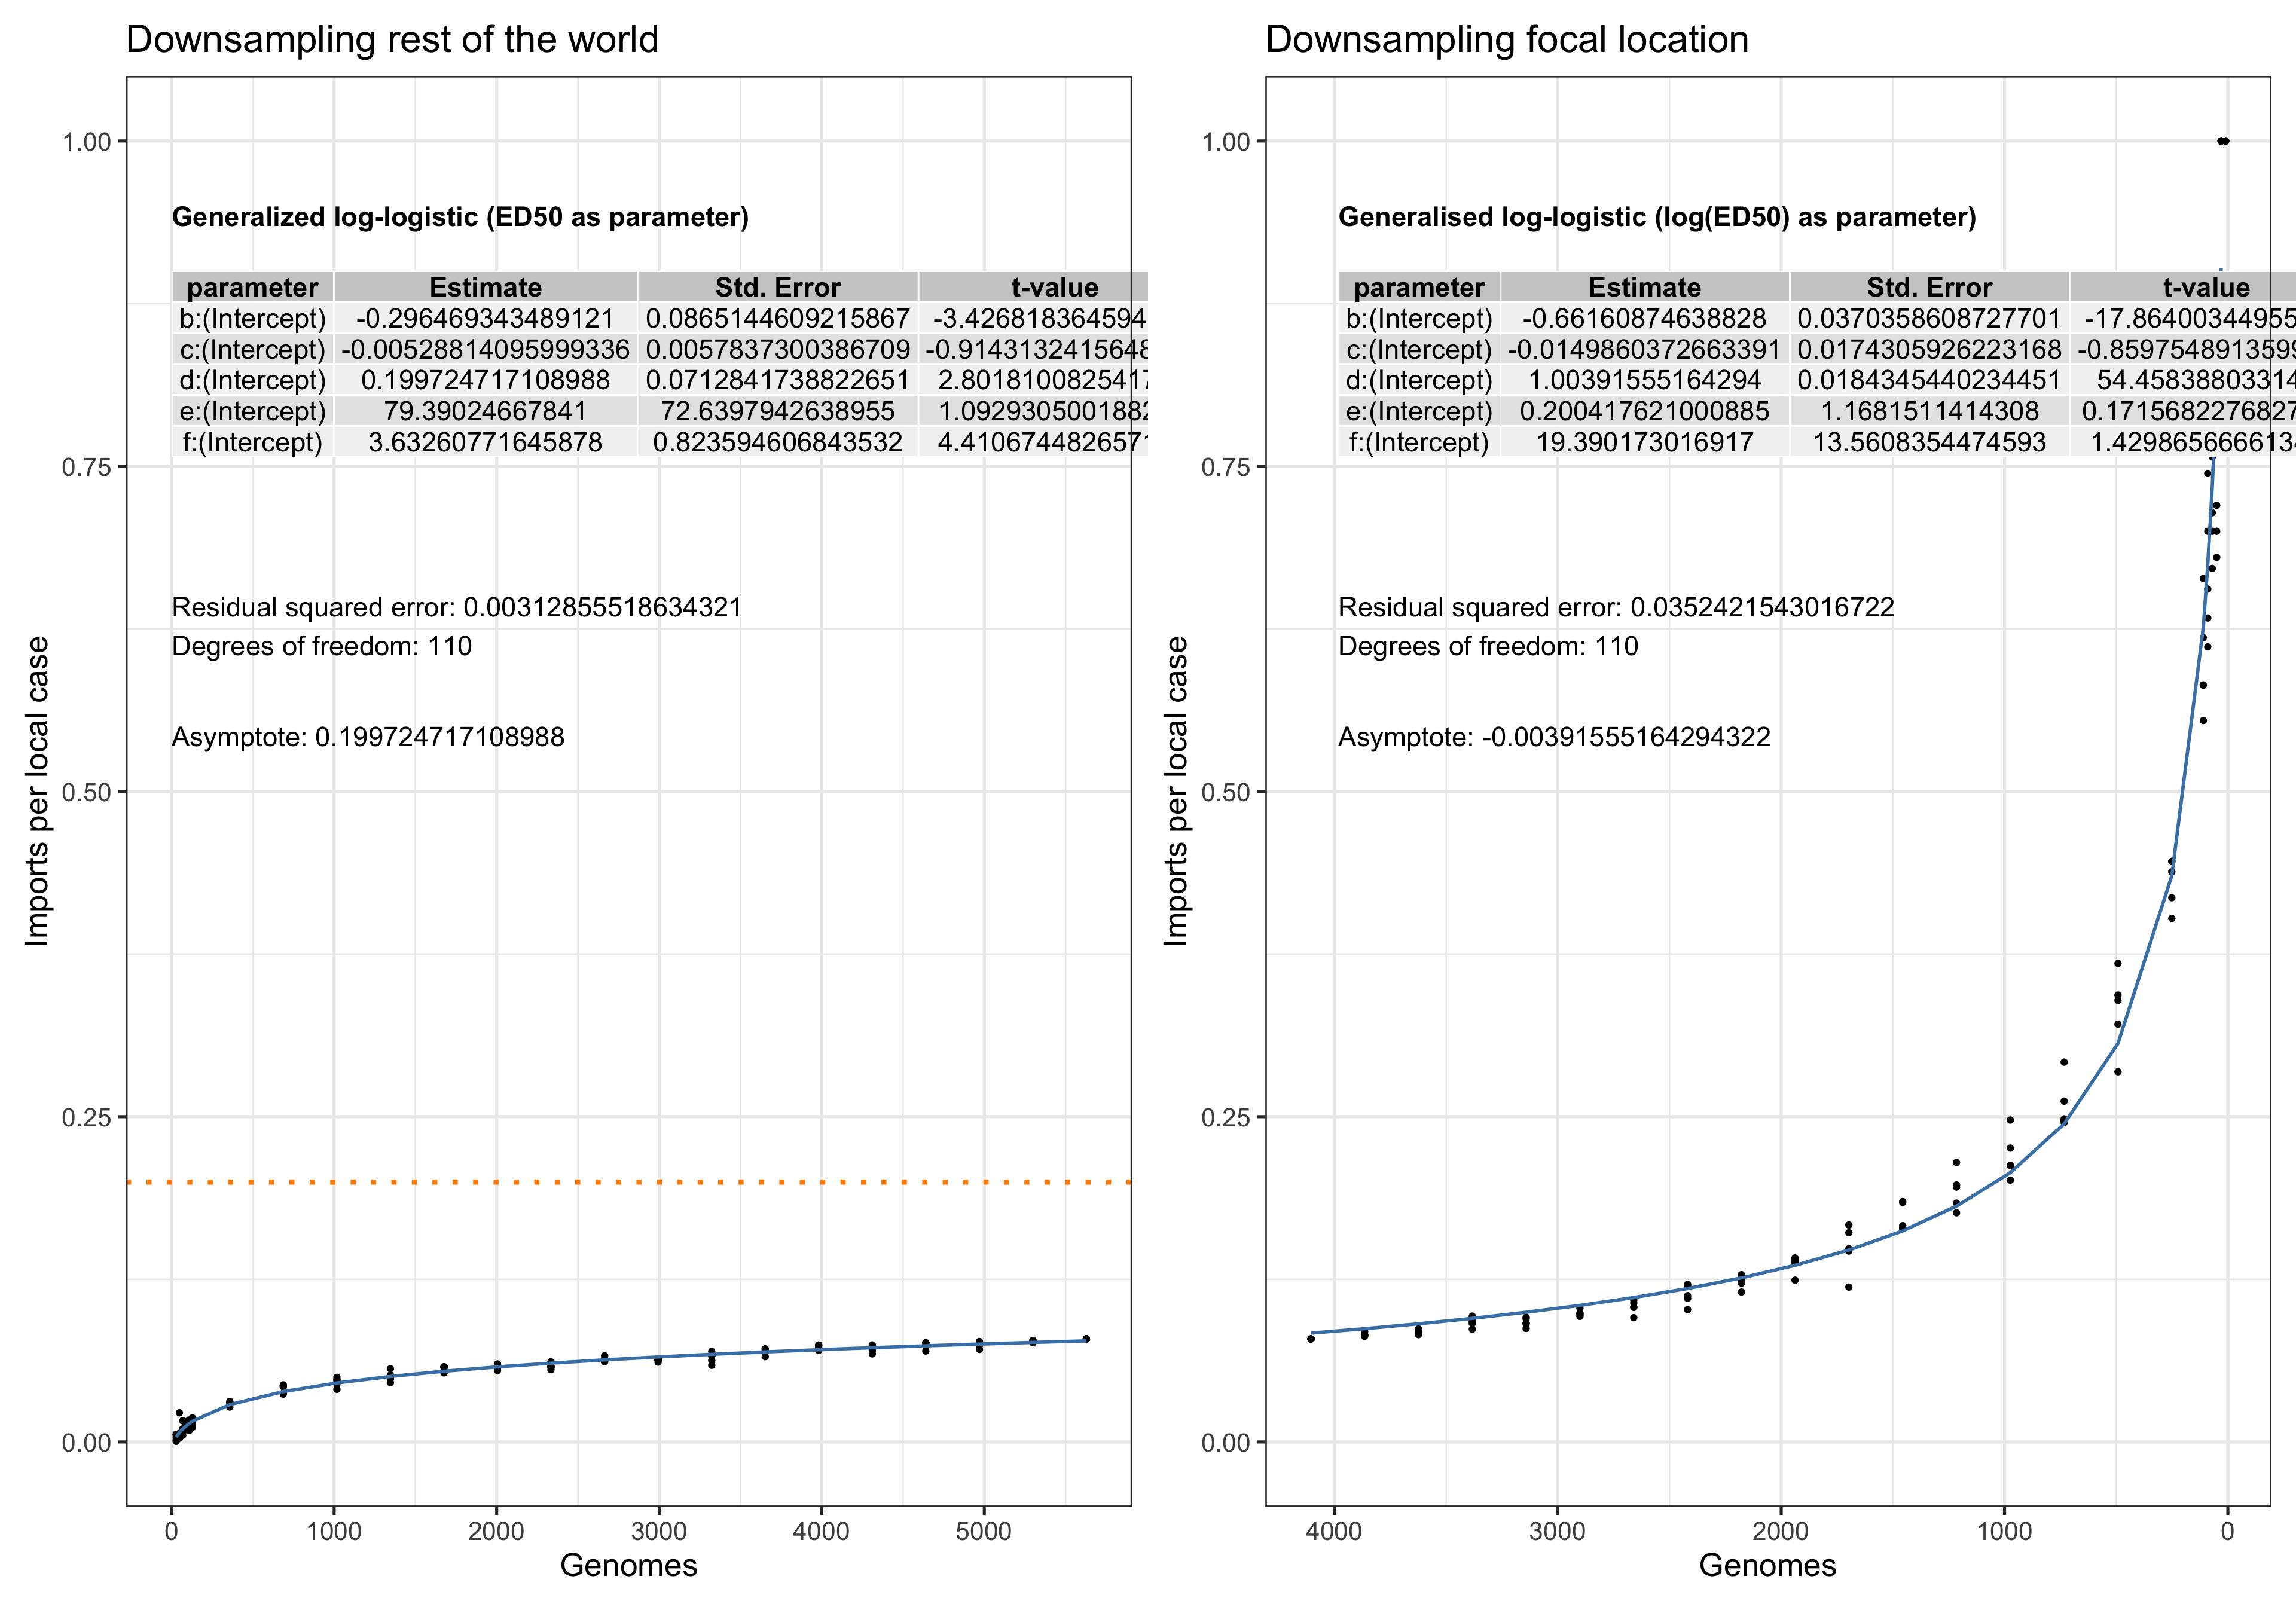 Downsampling rest of the world
Generalized log-logistic (ED50 as parameter)
parameter Estimate Std. Error t-value
b:(Intercept) -0.296469343489121 0.0865144609215867 -3.426818364594
c:(Intercept) -0.00528814095999336 0.0057837300386709 -0.914313241564
d:(Intercept) 0.199724717108988 0.0712841738822651 2.8018100825417
e:(Intercept) 79.39024667841 72.6397942638955 1.0929305001882
f:(Intercept) 3.63260771645878 0.823594606843532 4.4106744826571
Residual squared error: 0.00312855518634321
Degrees of freedom: 110
Asymptote: 0.199724717108988
Imports per local case
1.00
0.75
0.50
0.25
0.00
0 1000 2000 3000 4000 5000
Genomes
Downsampling focal location
Generalised log-logistic (log(ED50) as parameter)
parameter Estimate Std. Error t-value
b:(Intercept) -0.66160874638828 0.0370358608727701 -17.86400344955
c:(Intercept) -0.0149860372663391 0.0174305926223168 -0.859754891359
d:(Intercept) 1.00391555164294 0.0184345440234451 54.45838803314
e:(Intercept) 0.200417621000885 1.1681511414308 0.171568227682
f:(Intercept) 19.390173016917 13.5608354474593 1.429865666613
Residual squared error: 0.0352421543016722
Degrees of freedom: 110
Asymptote: -0.00391555164294322
Imports per local case
1.00
0.75
0.50
0.25
0.00
4000 3000 2000 1000 0
Genomes